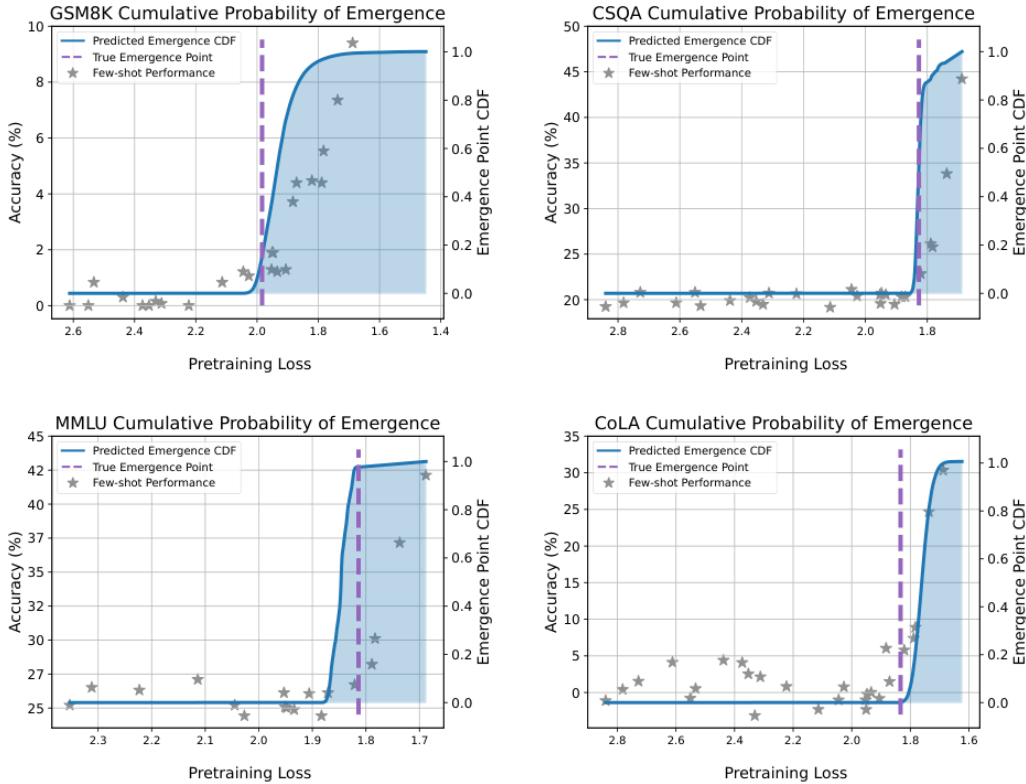 GSM8K Cumulative Probability of Emergence
Predicted Emergence CDF
True Emergence Point
Few-shot Performance
10
8
6
4
2
0
Accuracy (%)
1.0
0.8
0.6
0.4
0.2
0.0
Emergence Point CDF
2.6 2.4 2.2 2.0 1.8 1.6 1.4
Pretraining Loss
CSQA Cumulative Probability of Emergence
Predicted Emergence CDF
True Emergence Point
Few-shot Performance
50
45
40
35
30
25
20
Accuracy (%)
1.0
0.8
0.6
0.4
0.2
0.0
Emergence Point CDF
2.8 2.6 2.4 2.2 2.0 1.8
Pretraining Loss
MMLU Cumulative Probability of Emergence
Predicted Emergence CDF
True Emergence Point
Few-shot Performance
45
42
40
37
35
32
30
27
25
Accuracy (%)
1.0
0.8
0.6
0.4
0.2
0.0
Emergence Point CDF
2.3 2.2 2.1 2.0 1.9 1.8 1.7
Pretraining Loss
CoLA Cumulative Probability of Emergence
Predicted Emergence CDF
True Emergence Point
Few-shot Performance
35
30
25
20
15
10
5
0
Accuracy (%)
1.0
0.8
0.6
0.4
0.2
0.0
Emergence Point CDF
2.8 2.6 2.4 2.2 2.0 1.8 1.6
Pretraining Loss